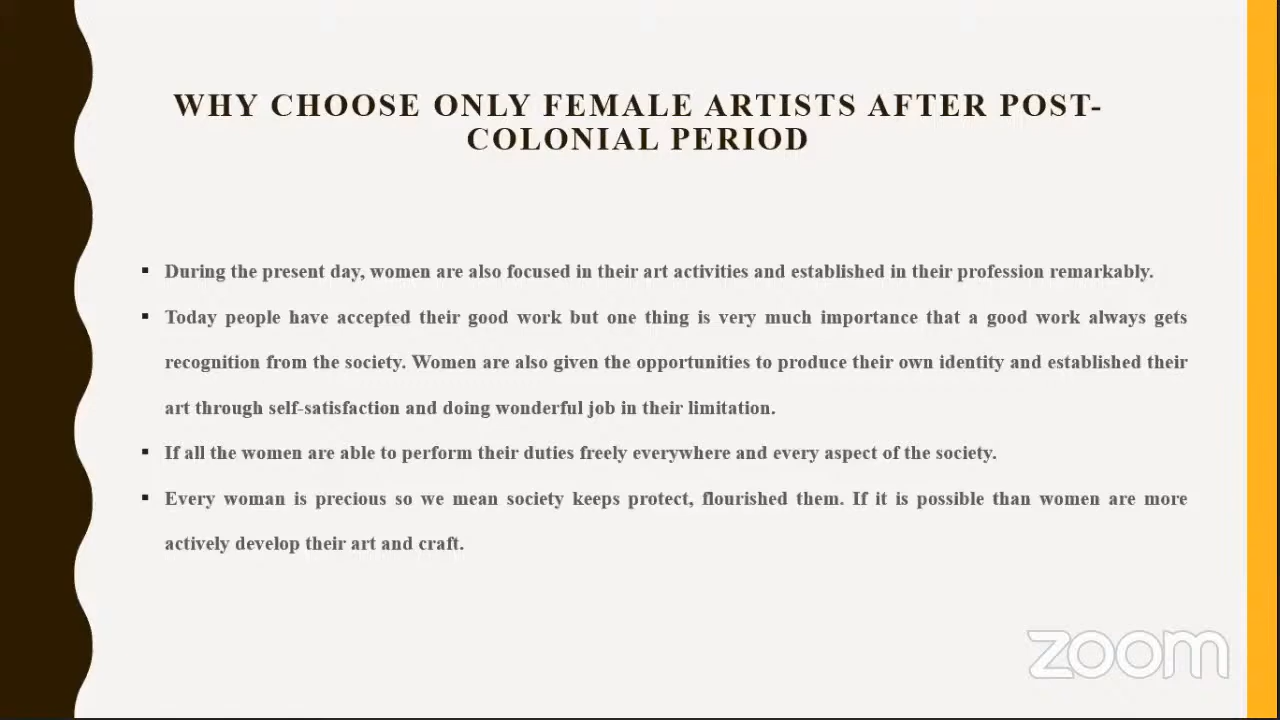 WHY CHOOSE ONLY FEMALE ARTISTS AFTER POST-
COLONIAL PERIOD
▪ During the present day, women are also focused in their art activities and established in their profession remarkably.
▪ Today people have accepted their good work but one thing is very much importance that a good work always gets
recognition from the society. Women are also given the opportunities to produce their own identity and established their
art through self-satisfaction and doing wonderful job in their limitation.
▪ If all the women are able to perform their duties freely everywhere and every aspect of the society.
▪ Every woman is precious so we mean society keeps protect, flourished them. If it is possible than women are more
actively develop their art and craft.
zoom